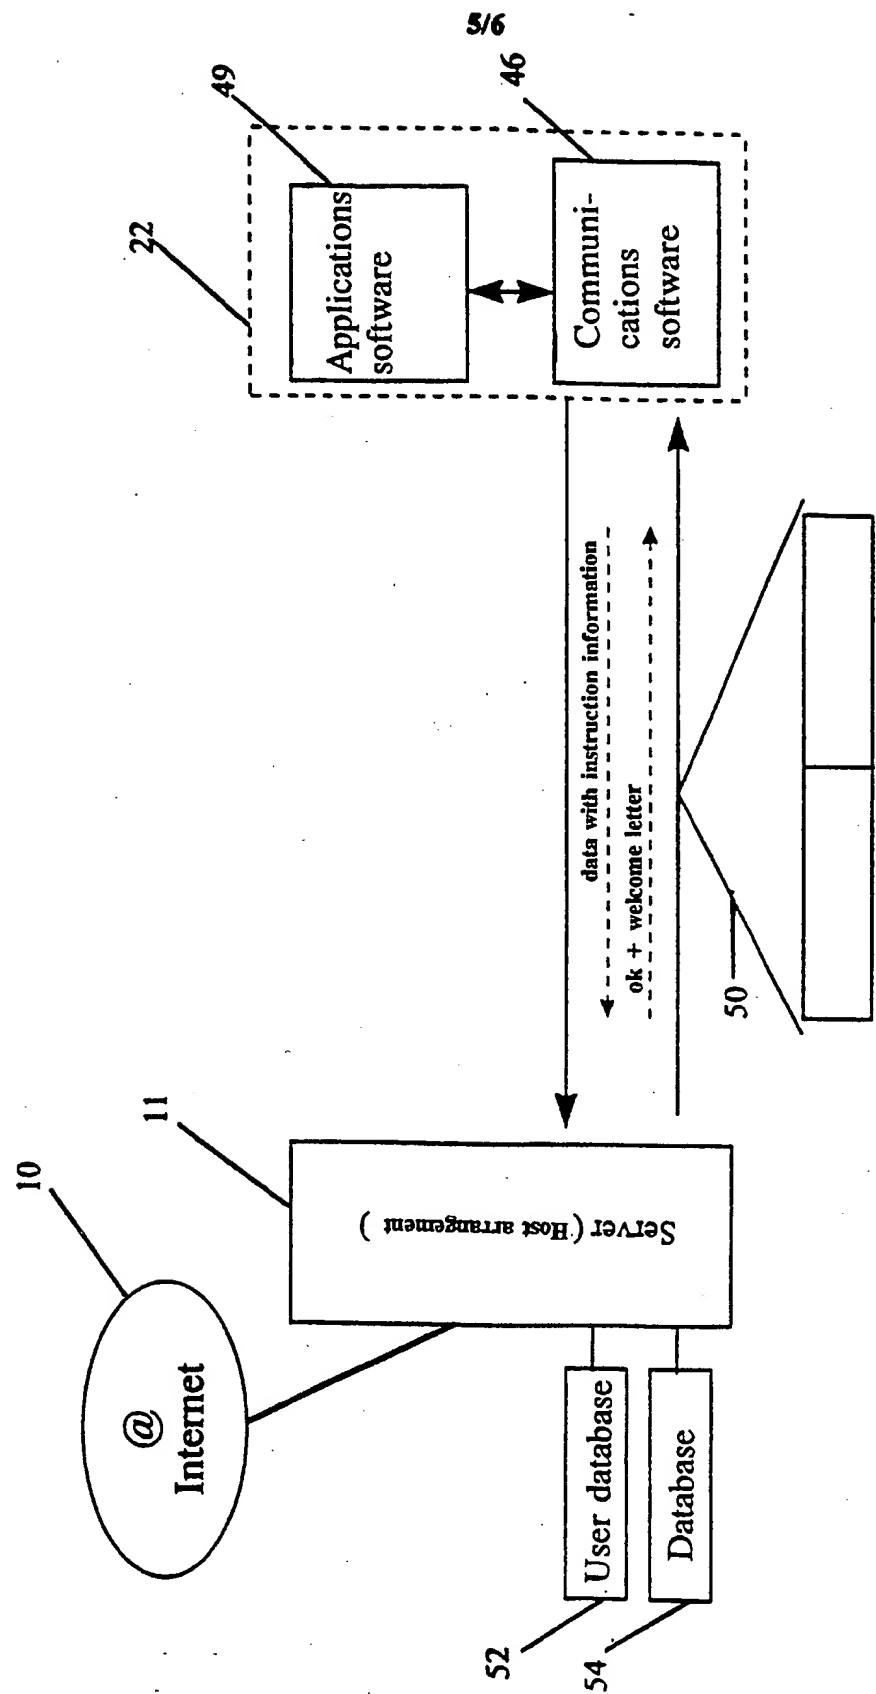 5/6
49
46
22
Applications
software
Communi-
cations
software
data with instruction information
ok + welcome letter
50
11
10
Server (Host arrangement )
@
Internet
User database
Database
52
54